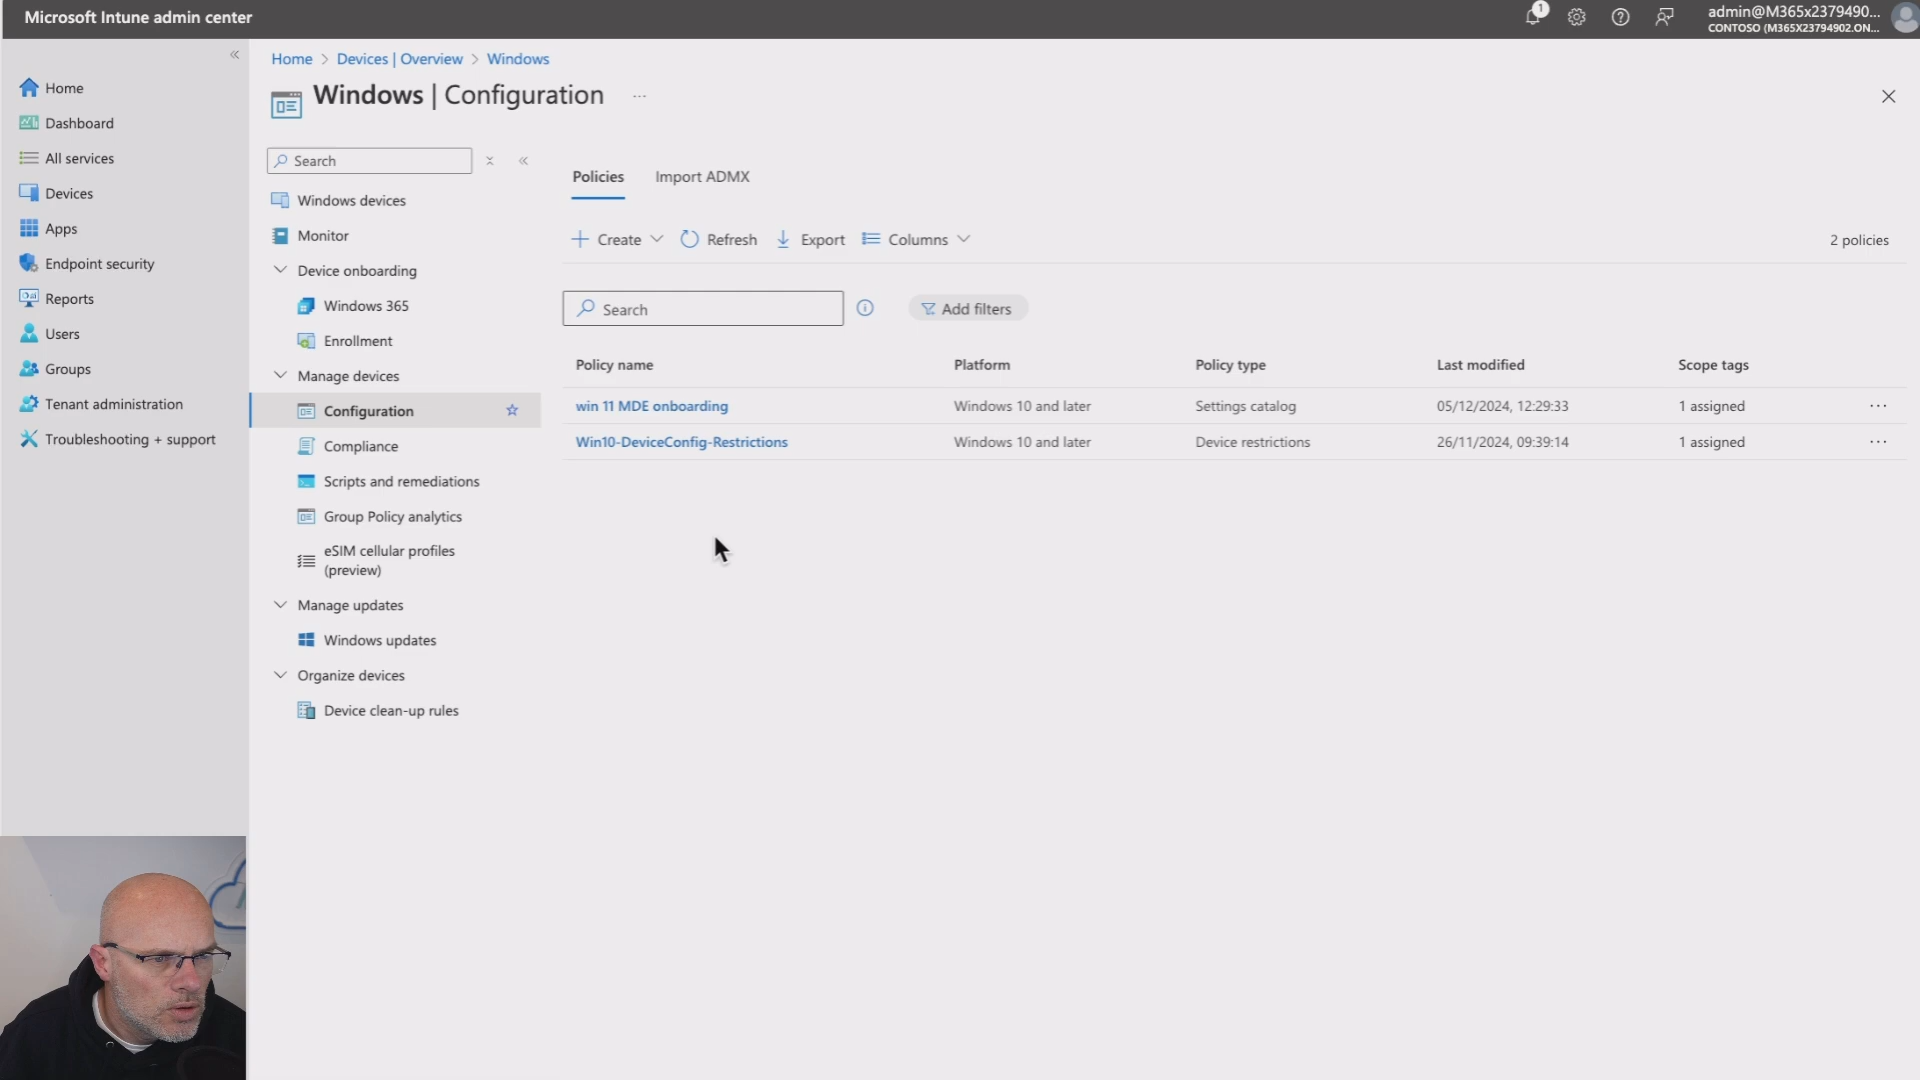 Microsoft Intune admin center
1
admin@M365x2379490...
CONTOSO (M365X23794902.ON...
Home
Dashboard
All services
Devices
Apps
Endpoint security
Reports
Users
Groups
Tenant administration
Troubleshooting + support
Home > Devices | Overview > Windows
Windows | Configuration ...
Search
Windows devices
Monitor
Device onboarding
Windows 365
Enrollment
Manage devices
Configuration
Compliance
Scripts and remediations
Group Policy analytics
eSIM cellular profiles
(preview)
Manage updates
Windows updates
Organize devices
Device clean-up rules
Policies Import ADMX
Create Refresh Export Columns 2 policies
Search Add filters
Policy name Platform Policy type Last modified Scope tags
win 11 MDE onboarding Windows 10 and later Settings catalog 05/12/2024, 12:29:33 1 assigned ...
Win10-DeviceConfig-Restrictions Windows 10 and later Device restrictions 26/11/2024, 09:39:14 1 assigned ...